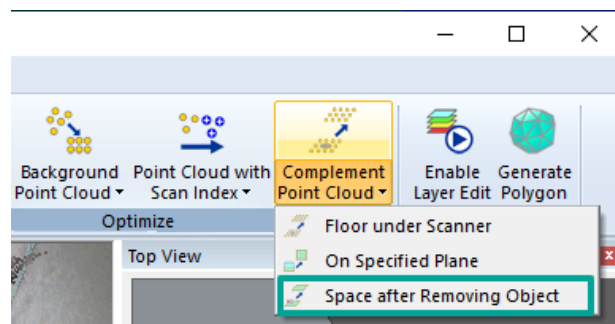 Background
Point Cloud
Point Cloud with
Scan Index
Complement
Point Cloud
Enable
Layer Edit
Generate
Polygon
Optimize
Floor under Scanner
On Specified Plane
Space after Removing Object
Top View